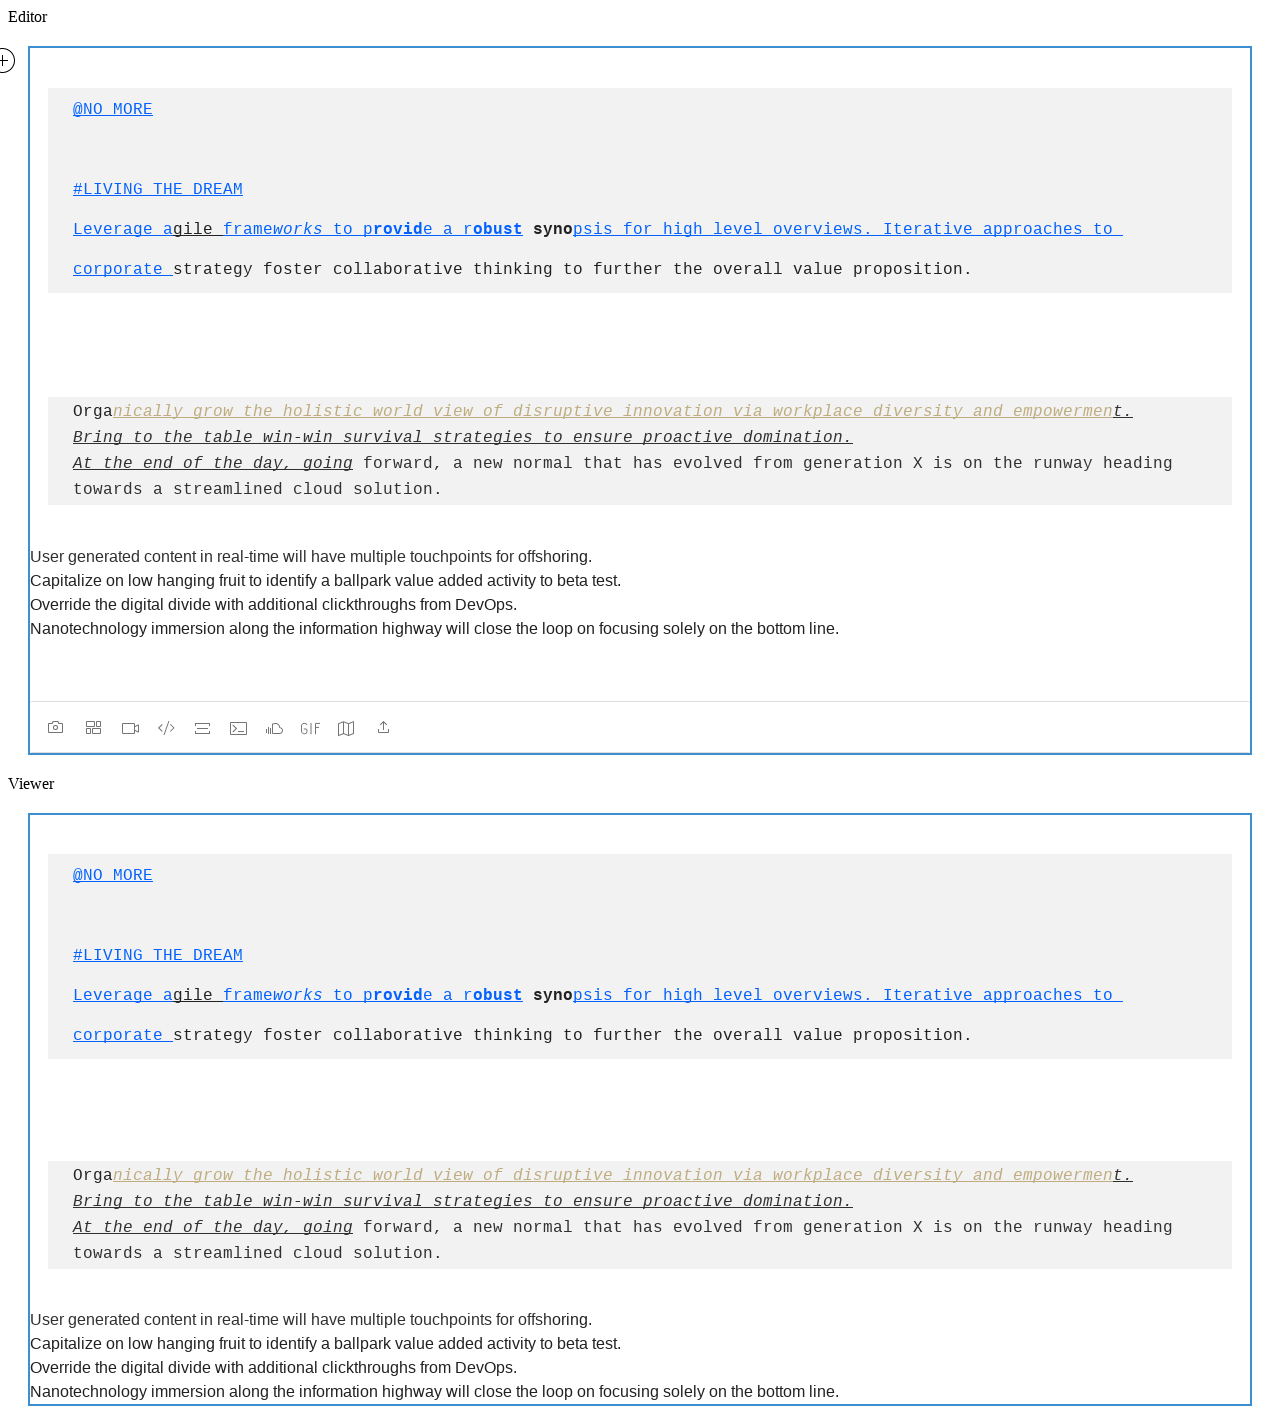 Editor
@NO MORE
#LIVING THE DREAM
Leverage agile frameworks to provide a robust synopsis for high level overviews. Iterative approaches to
corporate strategy foster collaborative thinking to further the overall value proposition.
Organically grow the holistic world view of disruptive innovation via workplace diversity and empowerment.
Bring to the table win-win survival strategies to ensure proactive domination.
At the end of the day, going forward, a new normal that has evolved from generation X is on the runway heading
towards a streamlined cloud solution.
User generated content in real-time will have multiple touchpoints for offshoring.
Capitalize on low hanging fruit to identify a ballpark value added activity to beta test.
Override the digital divide with additional clickthroughs from DevOps.
Nanotechnology immersion along the information highway will close the loop on focusing solely on the bottom line.
GIF
Viewer
@NO MORE
#LIVING THE DREAM
Leverage agile frameworks to provide a robust synopsis for high level overviews. Iterative approaches to
corporate strategy foster collaborative thinking to further the overall value proposition.
Organically grow the holistic world view of disruptive innovation via workplace diversity and empowerment.
Bring to the table win-win survival strategies to ensure proactive domination.
At the end of the day, going forward, a new normal that has evolved from generation X is on the runway heading
towards a streamlined cloud solution.
User generated content in real-time will have multiple touchpoints for offshoring.
Capitalize on low hanging fruit to identify a ballpark value added activity to beta test.
Override the digital divide with additional clickthroughs from DevOps.
Nanotechnology immersion along the information highway will close the loop on focusing solely on the bottom line.